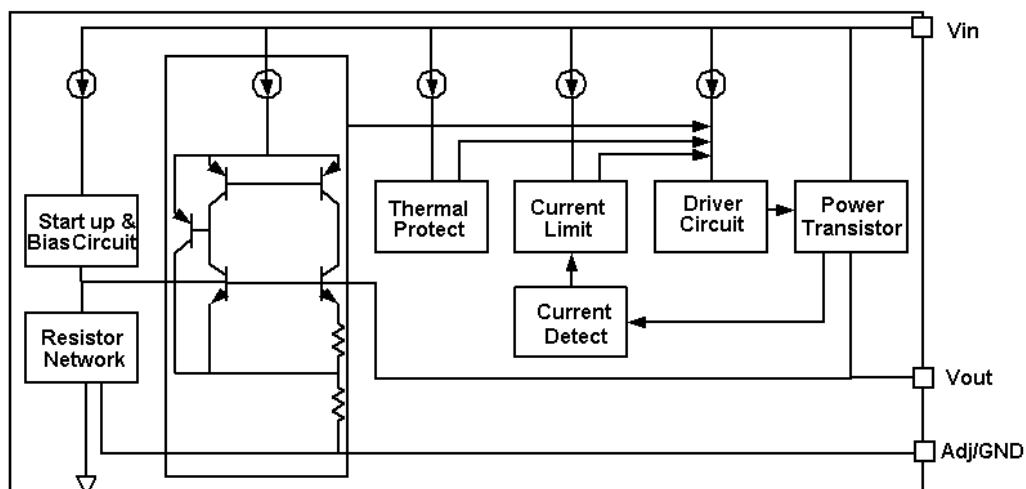 Vin
Start up &
Bias Circuit
Thermal
Protect
Current
Limit
Driver
Circuit
Power
Transistor
Resistor
Network
Current
Detect
Vout
Adj/GND